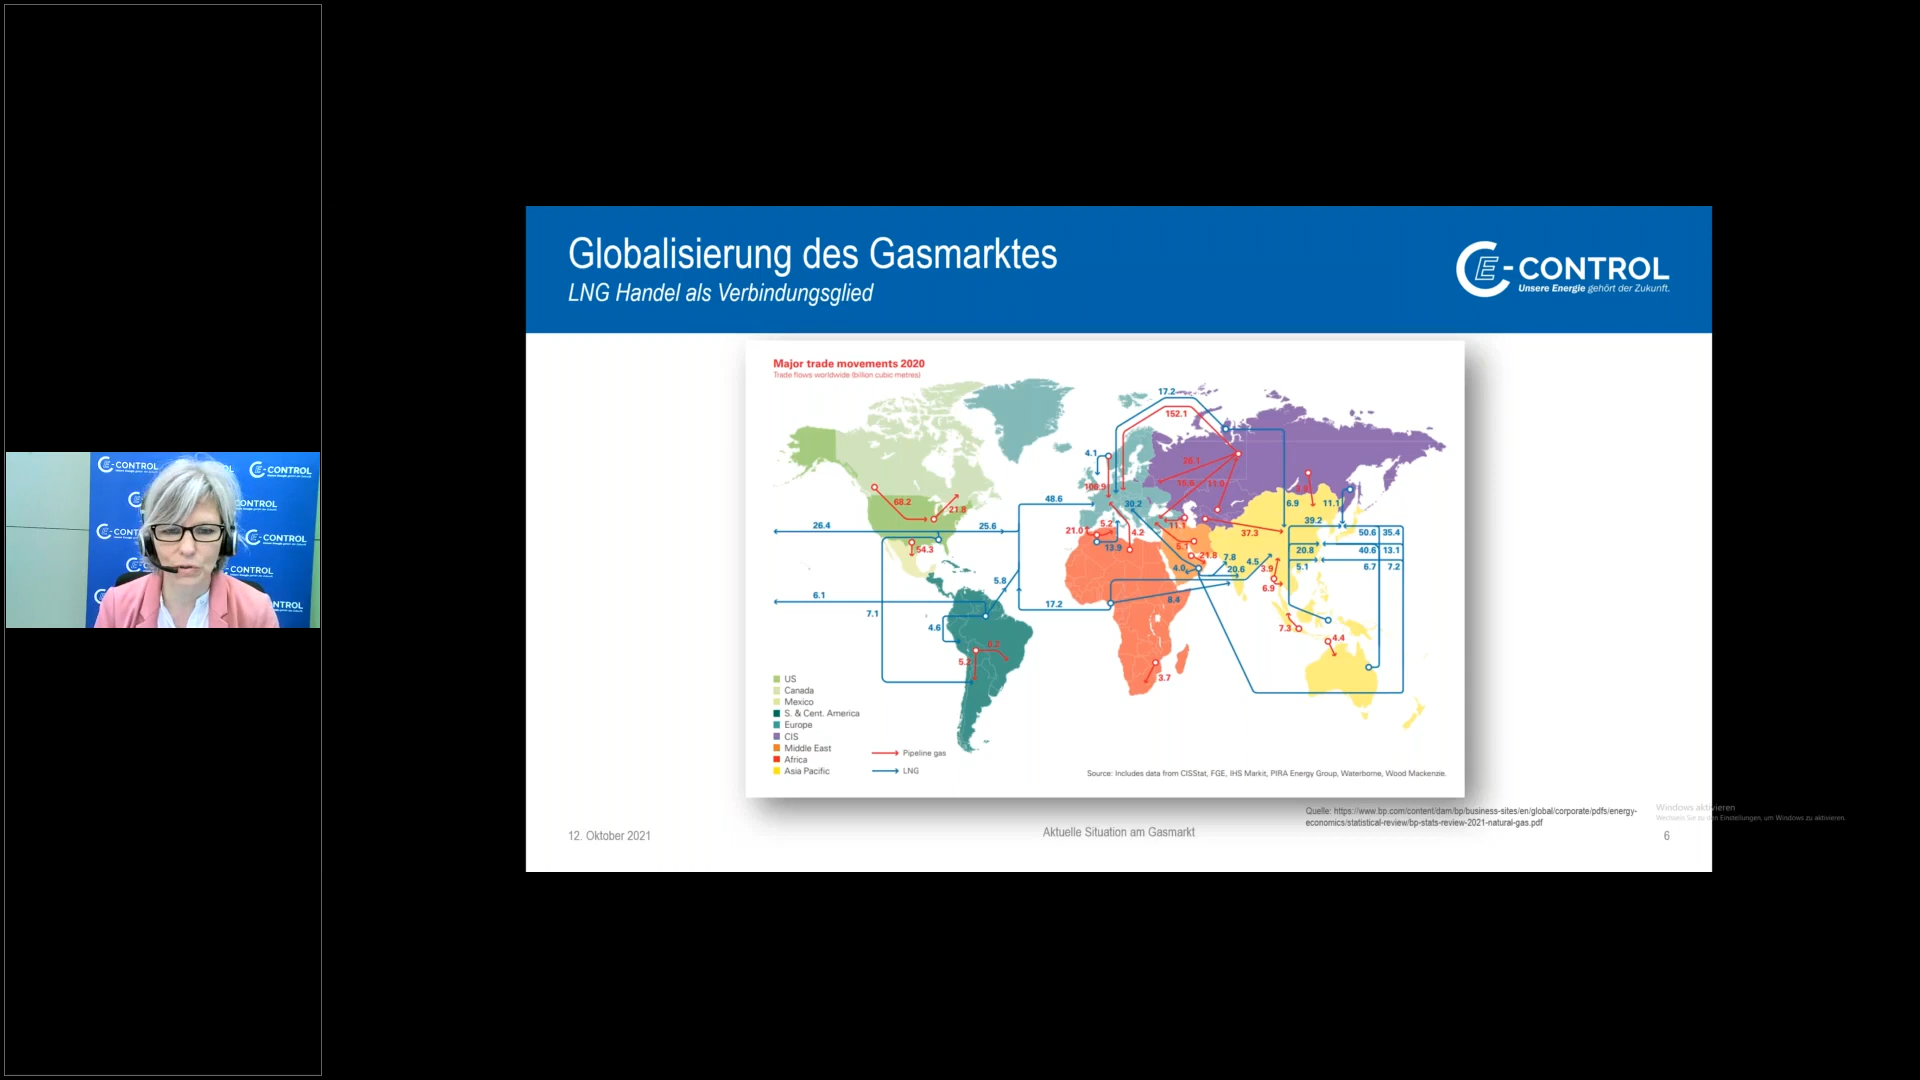 Globalisierung des Gasmarktes
LNG Handel als Verbindungsglied
E-CONTROL
Unsere Energie gehört der Zukunft.
Major trade movements 2020
Trade flows worldwide (billion cubic metres)
17.2
152.1
4.1
26.1
100.9
15.8
11.0
3.9
68.2
21.8
48.6
30.2
6.9
11.1
26.4
25.6
21.0
5.2
4.2
11.1
37.3
39.2
50.6
35.4
54.3
13.9
5.1
21.8
7.8
4.5
20.8
40.6
13.1
4.0
20.6
3.9
5.1
6.7
7.2
5.8
6.9
6.1
7.1
17.2
8.4
4.6
7.3
4.4
3.7
US
Canada
Mexico
S. & Cent. America
Europe
CIS
Middle East
Africa
Asia Pacific
Pipeline gas
LNG
Source: Includes data from CISStat, FGE, IHS Markit, PIRA Energy Group, Waterborne, Wood Mackenzie.
Quelle: https://www.bp.com/content/dam/bp/business-sites/en/global/corporate/pdfs/energy-
economics/statistical-review/bp-stats-review-2021-natural-gas.pdf
Windows aktivieren
Wechseln Sie zu den Einstellungen, um Windows zu aktivieren.
12. Oktober 2021
Aktuelle Situation am Gasmarkt
6
E-CONTROL
E-CONTROL
CONTROL
E-CONTROL
E-CONTROL
CONTROL
NTROL